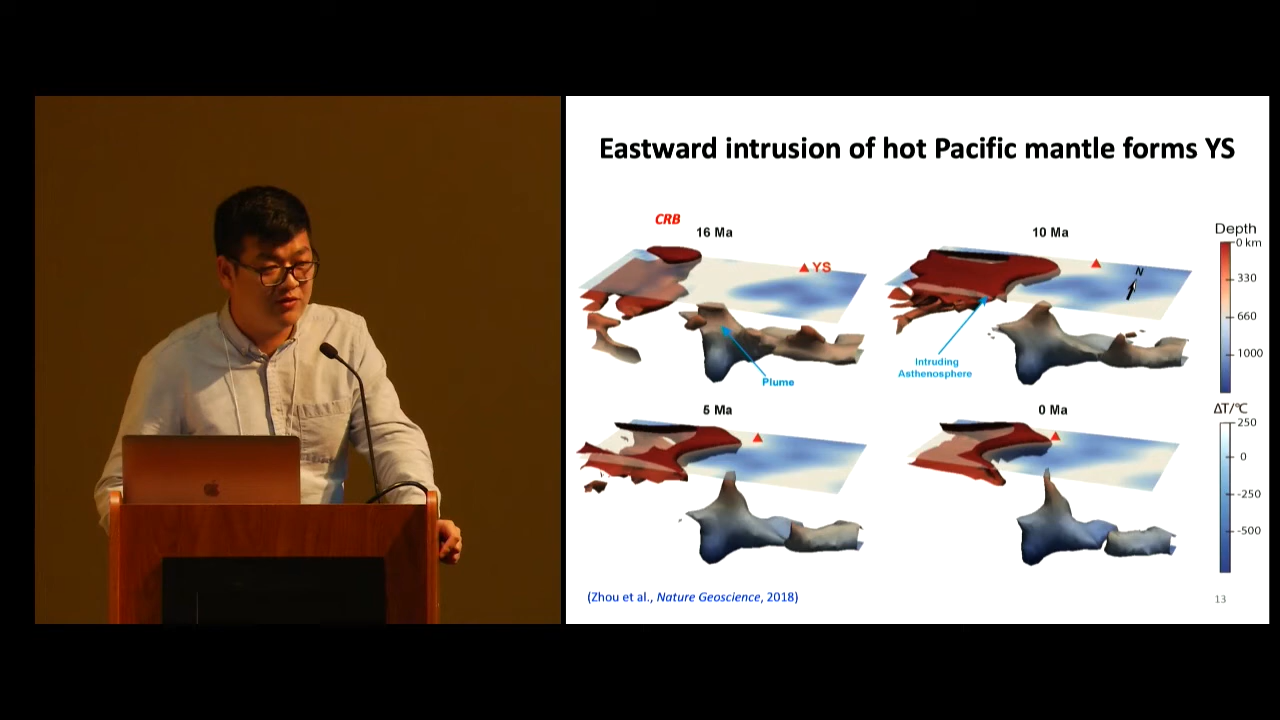 Eastward intrusion of hot Pacific mantle forms YS
CRB
16 Ma
10 Ma
Depth
0 km
330
660
1000
YS
N
Plume
Intruding
Asthenosphere
5 Ma
0 Ma
ΔT/℃
250
0
-250
-500
(Zhou et al., Nature Geoscience, 2018)
13